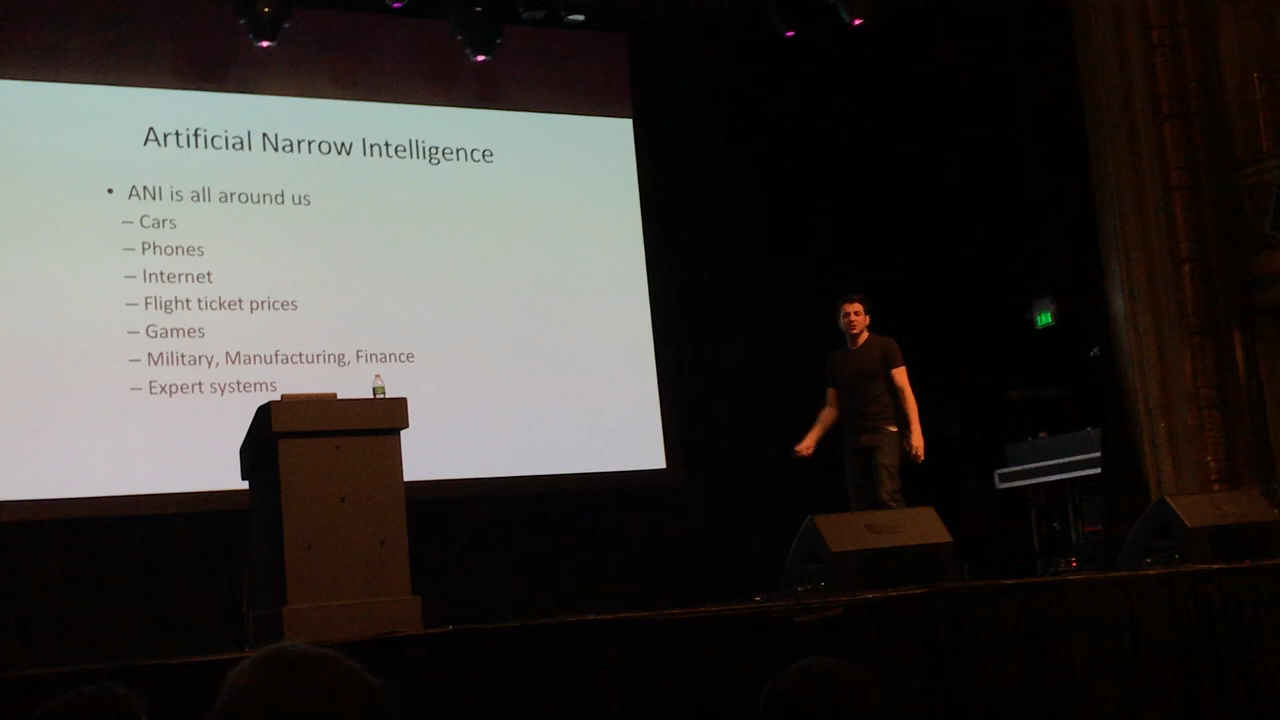 Artificial Narrow Intelligence
• ANI is all around us
– Cars
– Phones
– Internet
– Flight ticket prices
– Games
– Military, Manufacturing, Finance
– Expert systems